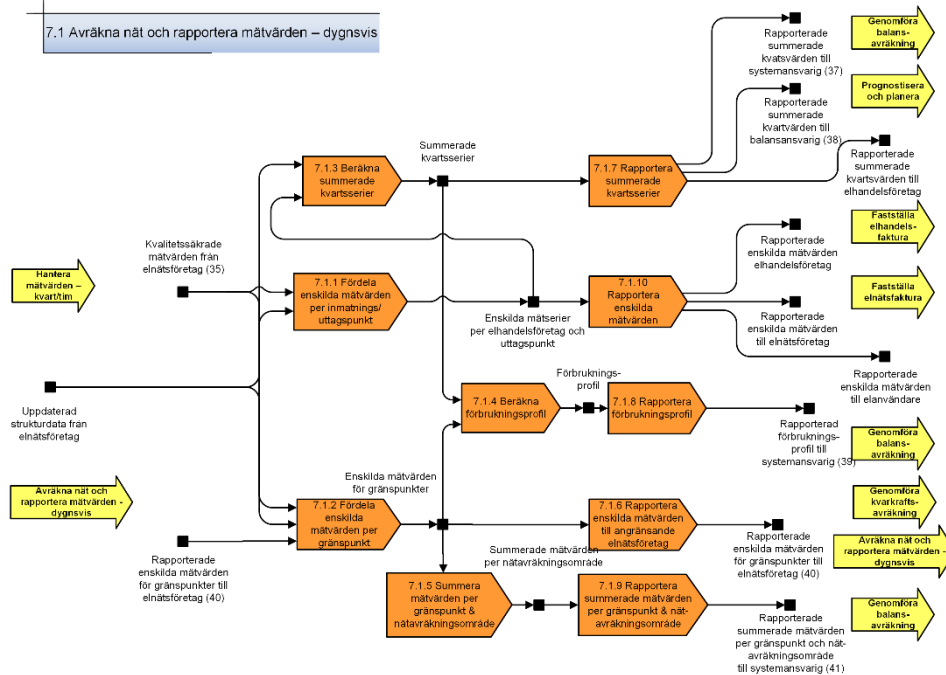 7.1 Avräkna nät och rapportera mätvärden – dygnsvis
Rapporterade
summerade
kvatsvärden till
systemansvarig (37)
Genomföra
balans-
avräkning
Rapporterade
summerade
kvartvärden till
balansansvarig (38)
Prognostisera
och planera
Rapporterade
summerade
kvartsvärden till
elhandelsföretag
Summerade
kvartsserier
7.1.3 Beräkna
summerade
kvartsserier
7.1.7 Rapportera
summerade
kvartsserier
Kvalitetssäkrade
mätvärden från
elnätsföretag (35)
Hantera
mätvärden –
kvart/tim
7.1.1 Fördela
enskilda mätvärden
per inmatnings/
uttagspunkt
Enskilda mätserier
per elhandelsföretag och
uttagspunkt
7.1.10
Rapportera
enskilda
mätvärden
Rapporterade
enskilda mätvärden
elhandelsföretag
Fastställa
elhandels-
faktura
Rapporterade
enskilda mätvärden
till elnätsföretag
Fastställa
elnätsfaktura
Rapporterade
enskilda mätvärden
till elanvändare
Uppdaterad
strukturdata från
elnätsföretag
7.1.4 Beräkna
förbrukningsprofil
Förbruknings-
profil
7.1.8 Rapportera
förbrukningsprofil
Rapporterad
förbruknings-
profil till
systemansvarig (39)
Genomföra
balans-
avräkning
Avräkna nät och
rapportera mätvärden -
dygnsvis
Enskilda mätvärden
för gränspunkter
7.1.2 Fördela
enskilda
mätvärden per
gränspunkt
7.1.6 Rapportera
enskilda mätvärden
till angränsande
elnätsföretag
Rapporterade
enskilda mätvärden
för gränspunkter till
elnätsföretag (40)
Genomföra
kvarkrafts-
avräkning
Avräkna nät och
rapportera mätvärden -
dygnsvis
Rapporterade
enskilda mätvärden
för gränspunkter till
elnätsföretag (40)
Summerade mätvärden
per nätavräkningsområde
7.1.5 Summera
mätvärden per
gränspunkt &
nätavräkningsområde
7.1.9 Rapportera
summerade mätvärden
per gränspunkt & nät-
avräkningsområde
Rapporterade
summerade mätvärden
per gränspunkt och nät-
avräkningsområde
till systemansvarig (41)
Genomföra
balans-
avräkning